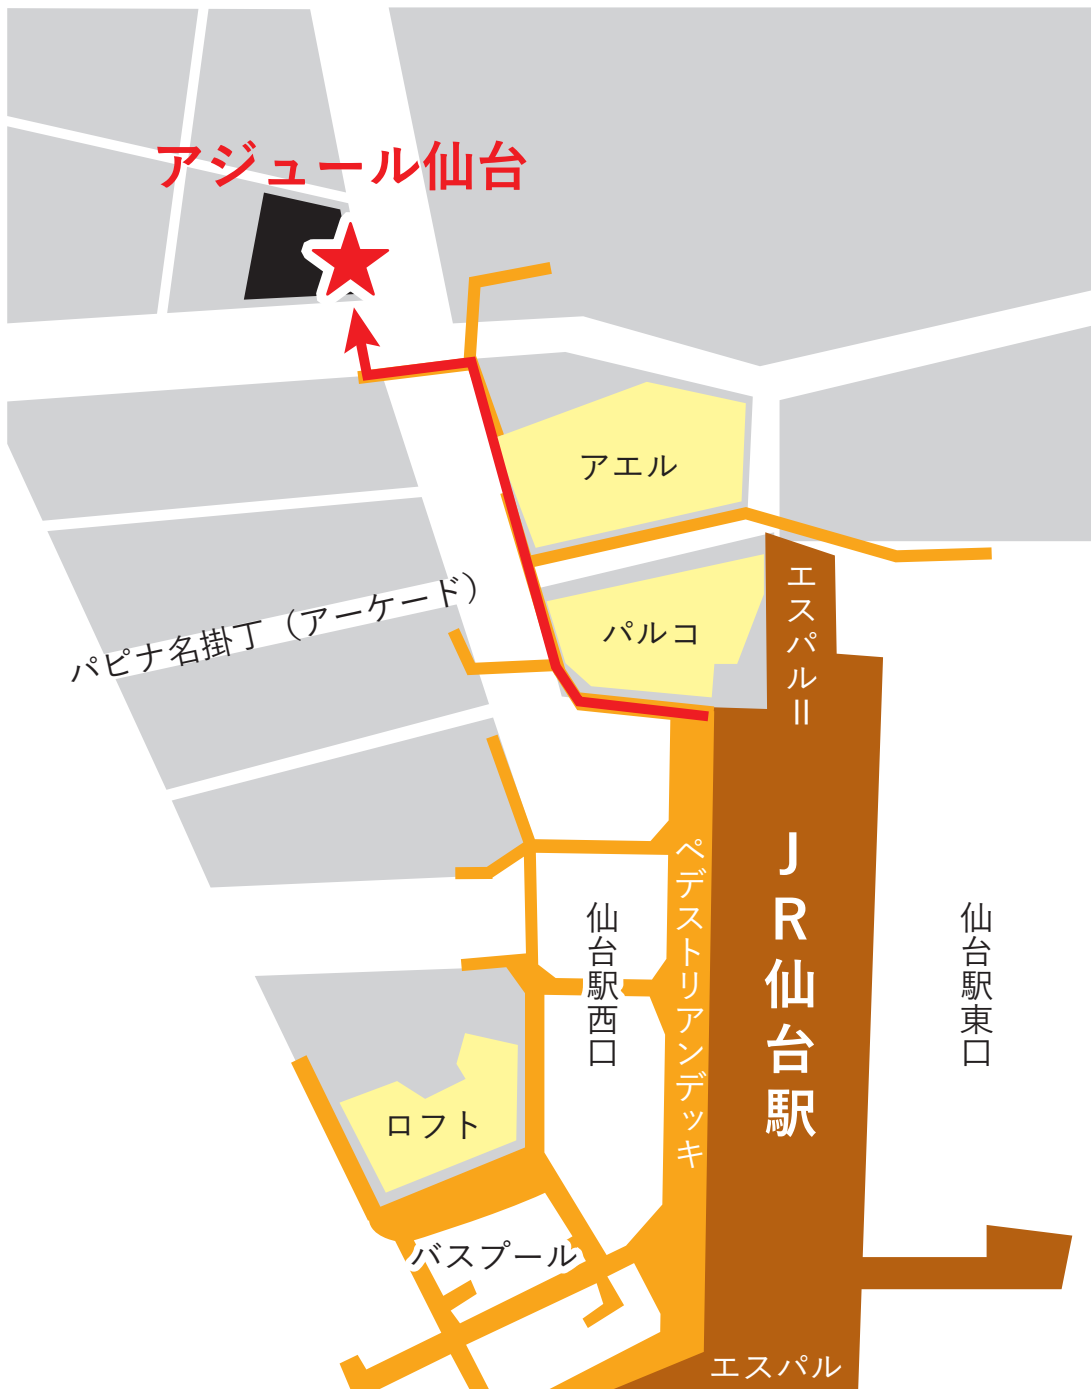 アジュール仙台
アエル
エスパルⅡ
パルコ
パピナ名掛丁（アーケード）
JR仙台駅
ペデストリアンデッキ
仙台駅西口
仙台駅東口
ロフト
バスプール
エスパル